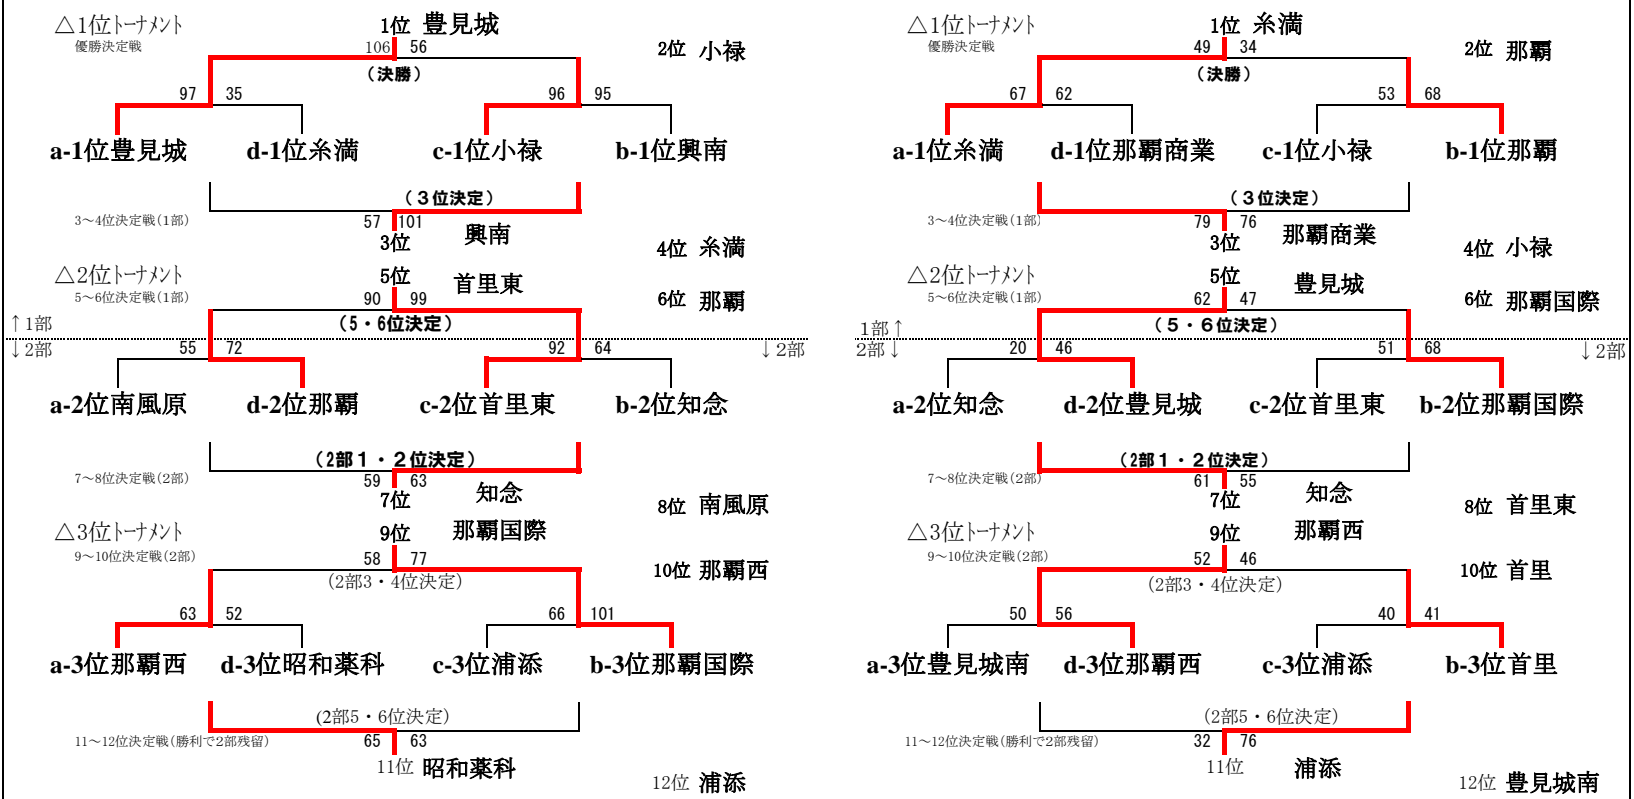 △1位トーナメント
1位 豊見城
優勝決定戦
2位 小禄
106 56
(決勝)
97 35
96 95
a-1位豊見城 d-1位糸満 c-1位小禄 b-1位興南
(３位決定)
3～4位決定戦(1部)
57 101
3位 興南
4位 糸満
△2位トーナメント
5位 首里東
5～6位決定戦(1部)
90 99
6位 那覇
(5・6位決定)
↑1部
↓2部
↓2部
55 72
92 64
a-2位南風原 d-2位那覇 c-2位首里東 b-2位知念
(2部１・２位決定)
7～8位決定戦(2部)
59 63
7位 知念
8位 南風原
△3位トーナメント
9位 那覇国際
9～10位決定戦(2部)
58 77
10位 那覇西
(2部3・4位決定)
63 52
66 101
a-3位那覇西 d-3位昭和薬科 c-3位浦添 b-3位那覇国際
(2部5・6位決定)
11～12位決定戦(勝利で2部残留)
65 63
11位 昭和薬科
12位 浦添
△1位トーナメント
1位 糸満
優勝決定戦
2位 那覇
49 34
(決勝)
67 62
53 68
a-1位糸満 d-1位那覇商業 c-1位小禄 b-1位那覇
(３位決定)
3～4位決定戦(1部)
79 76
3位 那覇商業
4位 小禄
△2位トーナメント
5位 豊見城
5～6位決定戦(1部)
62 47
6位 那覇国際
(５・６位決定)
1部↑
2部↓
↓2部
20 46
51 68
a-2位知念 d-2位豊見城 c-2位首里東 b-2位那覇国際
(2部１・２位決定)
7～8位決定戦(2部)
61 55
7位 知念
8位 首里東
△3位トーナメント
9位 那覇西
9～10位決定戦(2部)
52 46
10位 首里
(2部3・4位決定)
50 56
40 41
a-3位豊見城南 d-3位那覇西 c-3位浦添 b-3位首里
(2部5・6位決定)
11～12位決定戦(勝利で2部残留)
32 76
11位 浦添
12位 豊見城南